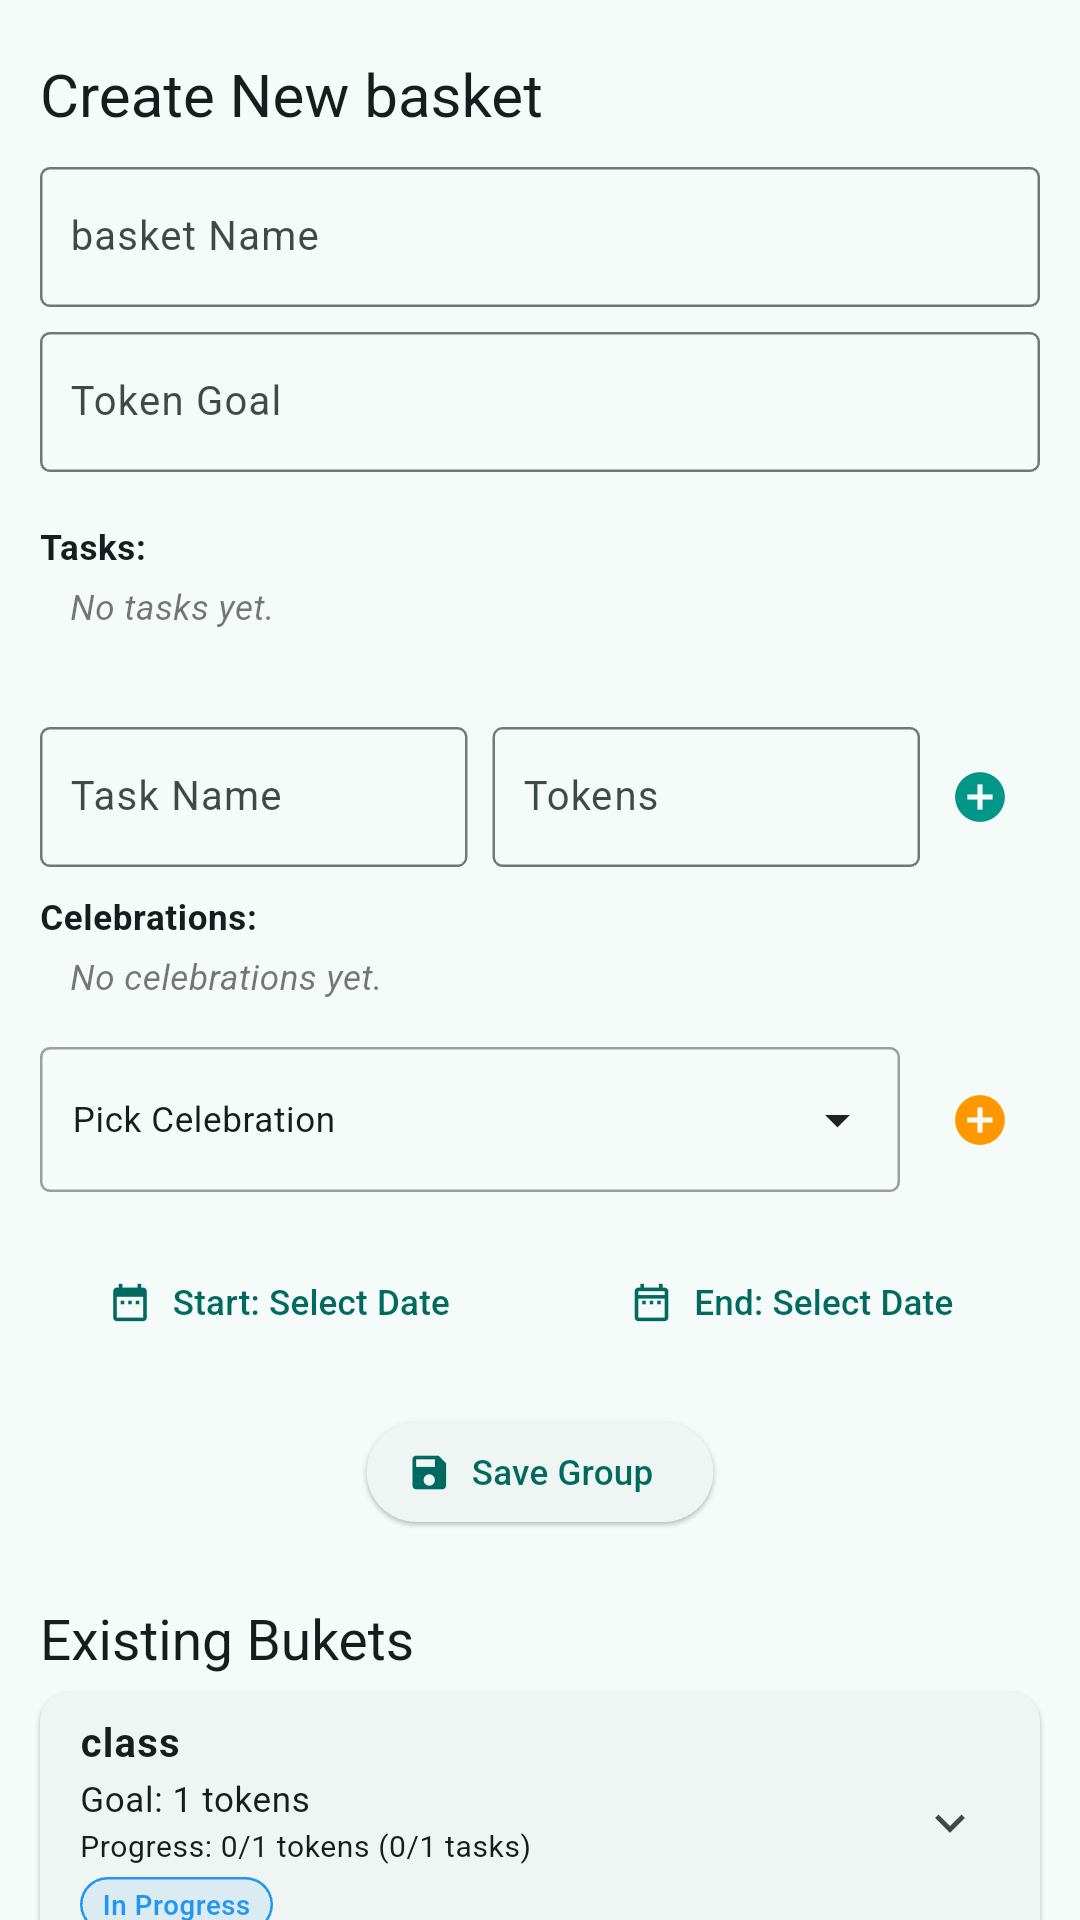 Create New basket
basket Name
Token Goal
Tasks:
No tasks yet.
Task Name
Tokens
Celebrations:
No celebrations yet.
Pick Celebration
Start: Select Date
End: Select Date
Save Group
Existing Bukets
class
Goal: 1 tokens
Progress: 0/1 tokens (0/1 tasks)
In Progress